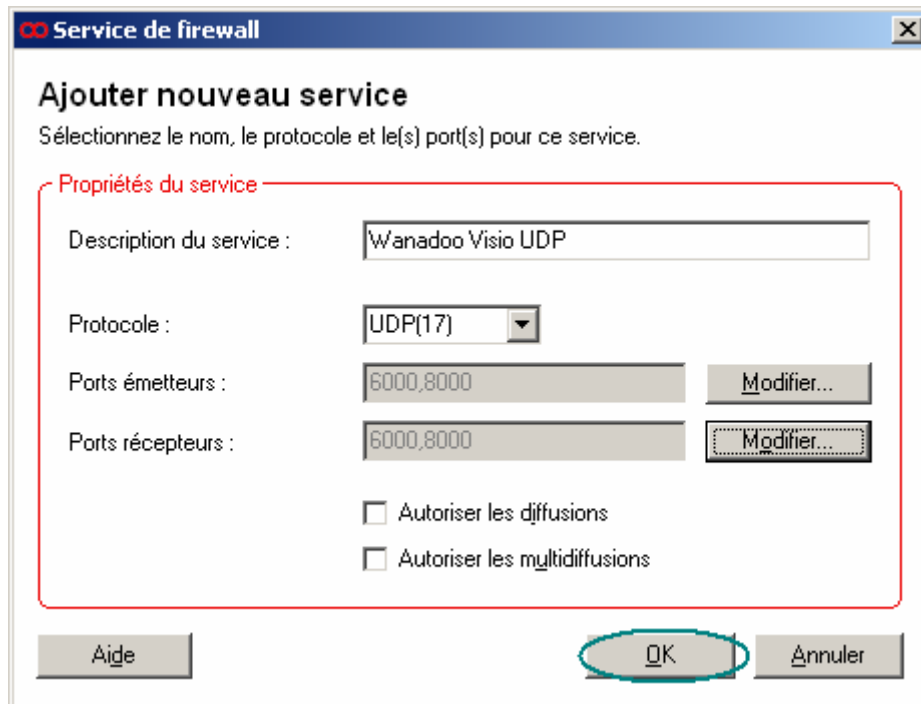 Service de firewall
Ajouter nouveau service
Sélectionnez le nom, le protocole et le(s) port(s) pour ce service.
Propriétés du service
Description du service : Wanadoo Visio UDP
Protocole : UDP(17)
Ports émetteurs : 6000,8000 Modifier...
Ports récepteurs : 6000,8000 Modifier...
Autoriser les diffusions
Autoriser les multidiffusions
Aide OK Annuler